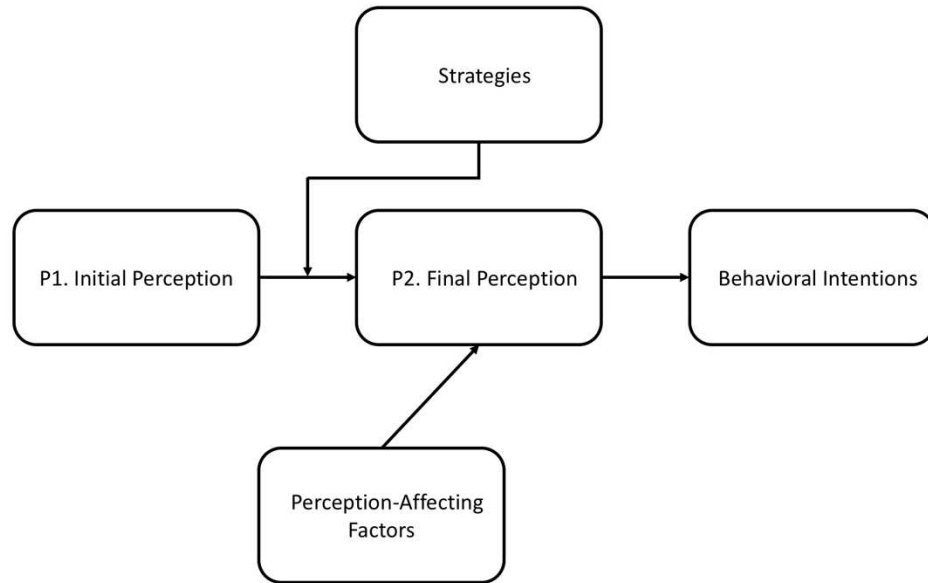 Strategies
P1. Initial Perception
P2. Final Perception
Behavioral Intentions
Perception-Affecting
Factors